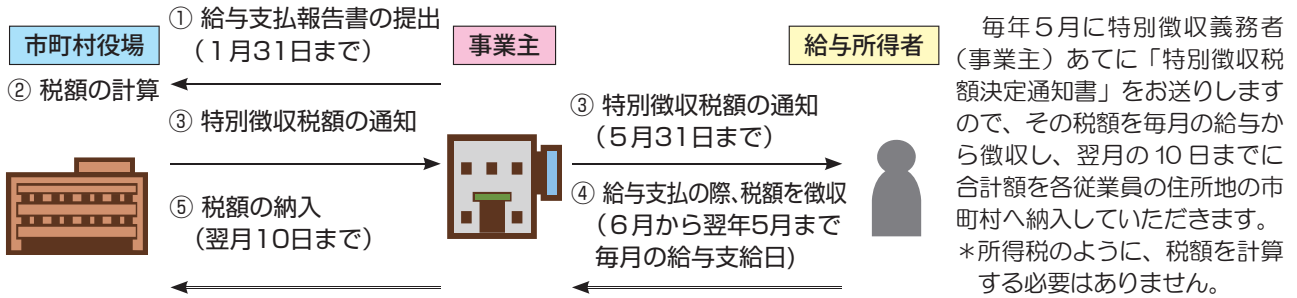 ① 給与支払報告書の提出
(1月31日まで)
市町村役場
事業主
給与所得者
② 税額の計算
③ 特別徴収税額の通知
③ 特別徴収税額の通知
(5月31日まで)
④ 給与支払の際、税額を徴収
(6月から翌年5月まで
毎月の給与支給日)
⑤ 税額の納入
(翌月10日まで)
毎年5月に特別徴収義務者
(事業主)あてに「特別徴収税
額決定通知書」をお送りします
ので、その税額を毎月の給与か
ら徴収し、翌月の 10 日までに
合計額を各従業員の住所地の市
町村へ納入していただきます。
*所得税のように、税額を計算
する必要はありません。